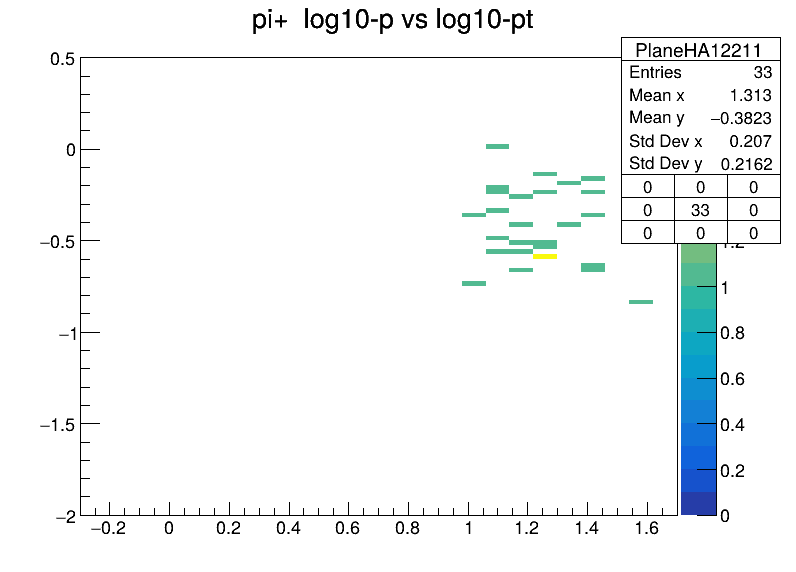 pi+ log10-p vs log10-pt
PlaneHA12211
Entries 33
Mean x 1.313
Mean y −0.3823
Std Dev x 0.207
Std Dev y 0.2162
0 0 0
0 33 0
0 0 0
0.5
0
−0.5
−1
−1.5
−2
−0.2 0 0.2 0.4 0.6 0.8 1 1.2 1.4 1.6
1.2
1
0.8
0.6
0.4
0.2
0